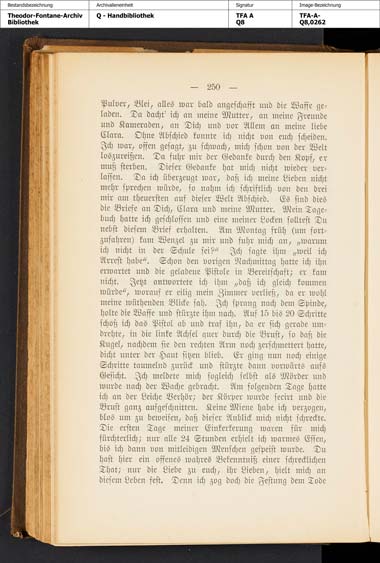 Bestandsbezeichnung
Archivalieneinheit
Signatur
Image-Bezeichnung
Theodor-Fontane-Archiv
Bibliothek
Q - Handbibliothek
TFA A
Q8
TFA-A-
Q8,0262
— 250 —
Pulver, Blei, alles war bald angeschafft und die Waffe ge-
laden. Da dacht' ich an meine Mutter, an meine Freunde
und Kameraden, an Dich und vor Allem an meine liebe
Clara. Ohne Abschied konnte ich nicht von euch scheiden.
Ich war, offen gesagt, zu schwach, mich schon von der Welt
loszureißen. Da fuhr mir der Gedanke durch den Kopf, er
muß sterben. Dieser Gedanke hat mich nicht wieder ver-
lassen. Da ich überzeugt war, daß ich meine Lieben nicht
mehr sprechen würde, so nahm ich schriftlich von den drei
mir am theuersten auf dieser Welt Abschied. Es sind dies
die Briefe an Dich, Clara und meine Mutter. Mein Tage-
buch hatte ich geschlossen und eine meiner Locken solltest Du
nebst diesem Brief erhalten. Am Montag früh (um fort-
zufahren) kam Wenzel zu mir und fuhr mich an, „warum
ich nicht in der Schule sei?“ Ich sagte ihm „weil ich
Arrest habe“. Schon den vorigen Nachmittag hatte ich ihn
erwartet und die geladene Pistole in Bereitschaft; er kam
nicht. Jetzt antwortete ich ihm „daß ich gleich kommen
würde“, worauf er eilig mein Zimmer verließ, da er wohl
meine wüthenden Blicke sah. Ich sprang nach dem Spinde,
holte die Waffe und stürzte ihm nach. Auf 15 bis 20 Schritte
schoß ich das Pistol ab und traf ihn, da er sich gerade um-
drehte, in die linke Achsel quer durch die Brust, so daß die
Kugel, nachdem sie den rechten Arm noch zerschmettert hatte,
dicht unter der Haut sitzen blieb. Er ging nun noch einige
Schritte taumelnd zurück und stürzte dann vorwärts aufs
Gesicht. Ich meldete mich sogleich selbst als Mörder und
wurde nach der Wache gebracht. Am folgenden Tage hatte
ich an der Leiche Verhör; der Körper wurde secirt und die
Brust ganz aufgeschnitten. Keine Miene habe ich verzogen,
blos um zu beweisen, daß dieser Anblick mich nicht schreckte.
Die ersten Tage meiner Einkerkerung waren für mich
fürchterlich; nur alle 24 Stunden erhielt ich warmes Essen,
bis ich dann von mitleidigen Menschen gespeist wurde. Du
hast hier ein offenes wahres Bekenntniß einer schrecklichen
That; nur die Liebe zu euch, ihr Lieben, hielt mich an
diesem Leben fest. Denn ich zog doch die Festung dem Tode